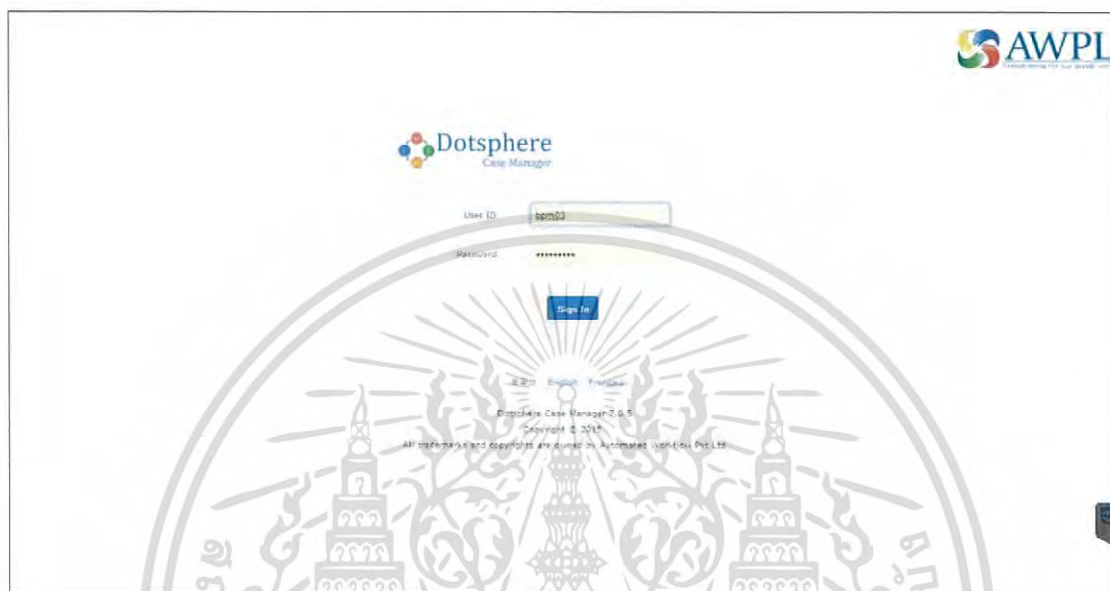 AWPL
Dotsphere
Case Manager
User ID
bpm03
Password
•••••••••
Sign In
English Français
Dotsphere Case Manager 7.0.5
Copyright © 2015
All trademarks and copyrights are owned by Automated Workflow Pvt Ltd